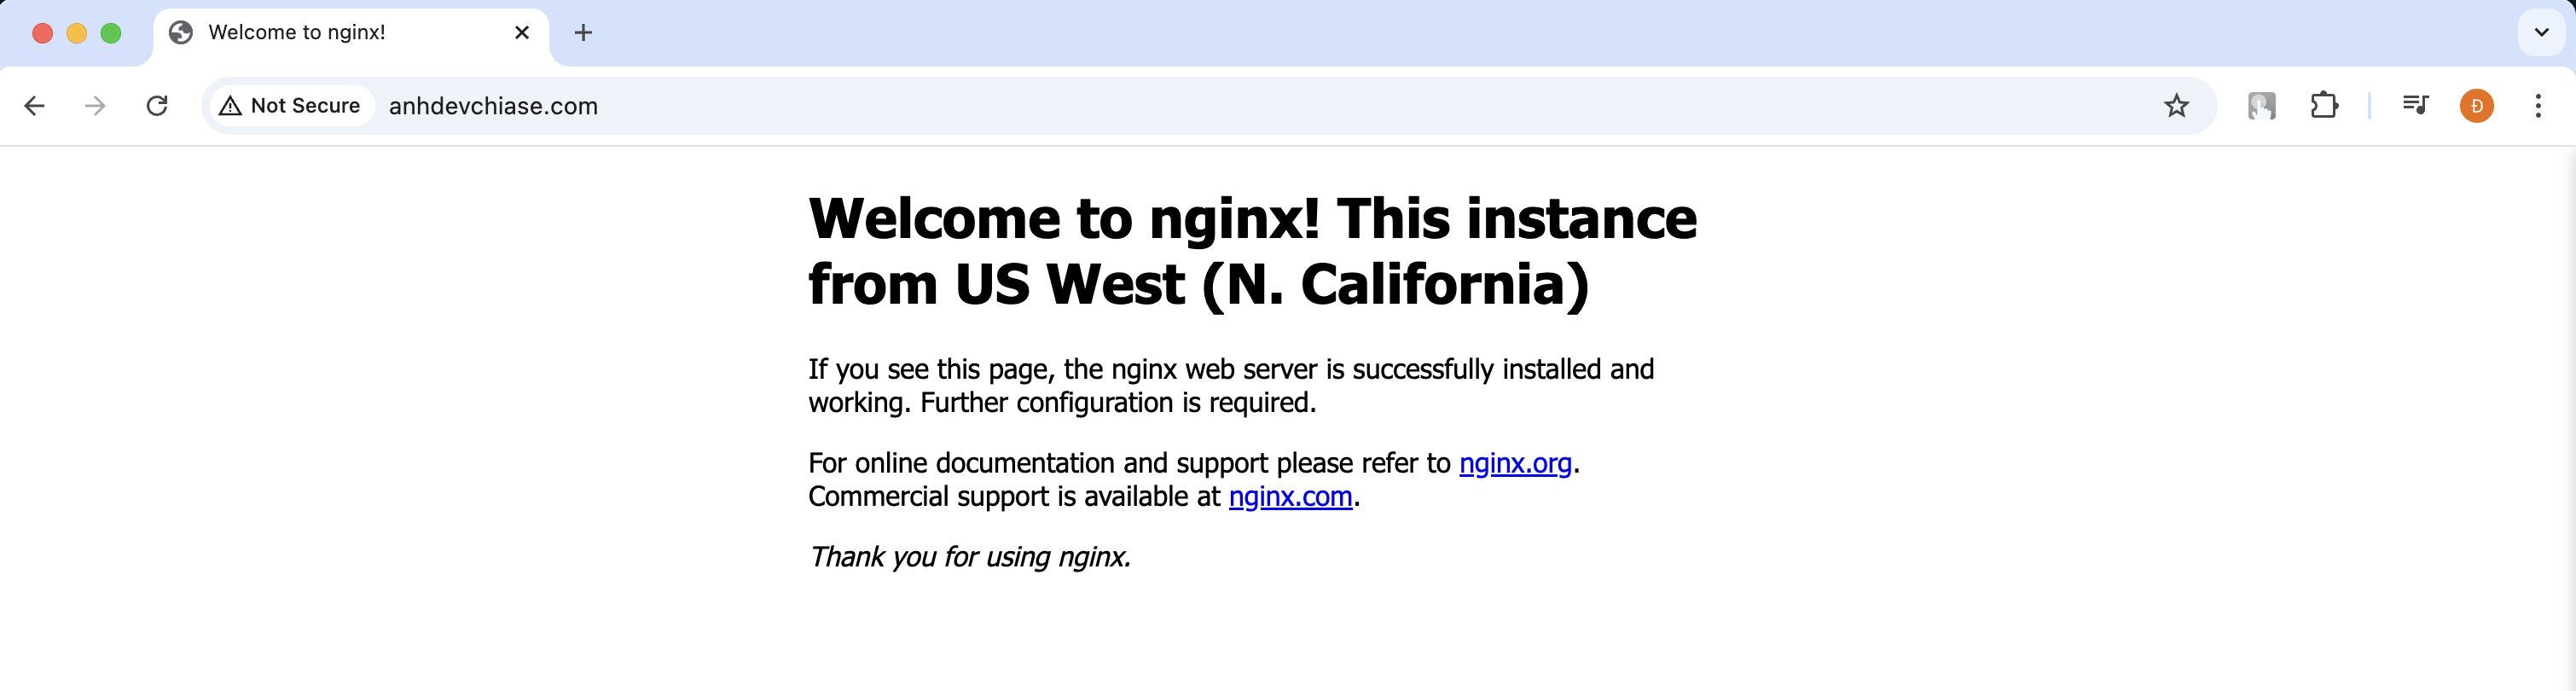 Welcome to nginx!
Not Secure anhdevchiase.com
Đ
Welcome to nginx! This instance
from US West (N. California)
If you see this page, the nginx web server is successfully installed and
working. Further configuration is required.
For online documentation and support please refer to nginx.org.
Commercial support is available at nginx.com.
Thank you for using nginx.